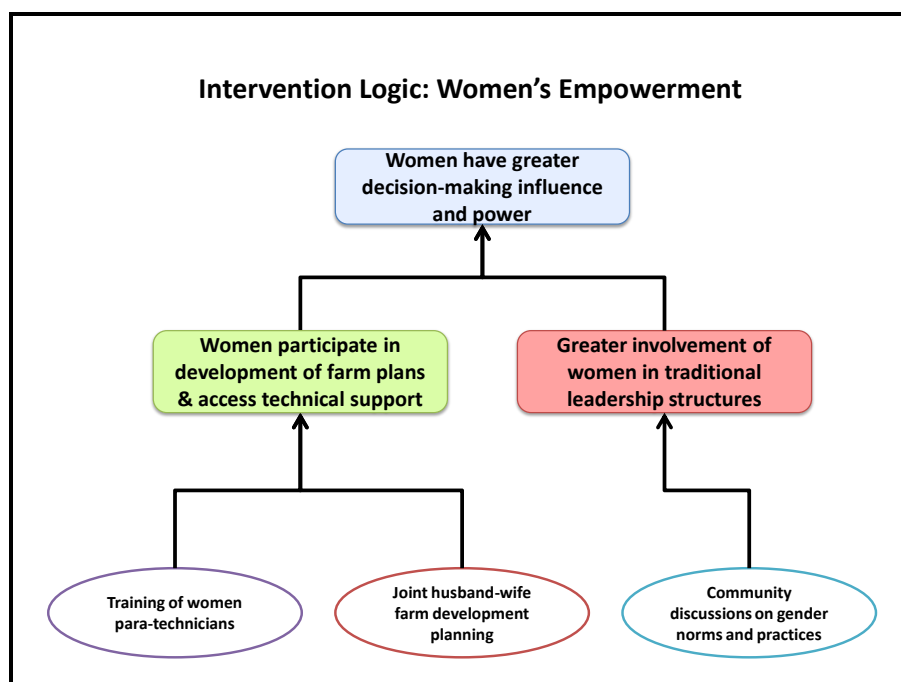 Intervention Logic: Women’s Empowerment
Women have greater
decision-making influence
and power
Women participate in
development of farm plans
& access technical support
Greater involvement of
women in traditional
leadership structures
Training of women
para-technicians
Joint husband-wife
farm development
planning
Community
discussions on gender
norms and practices